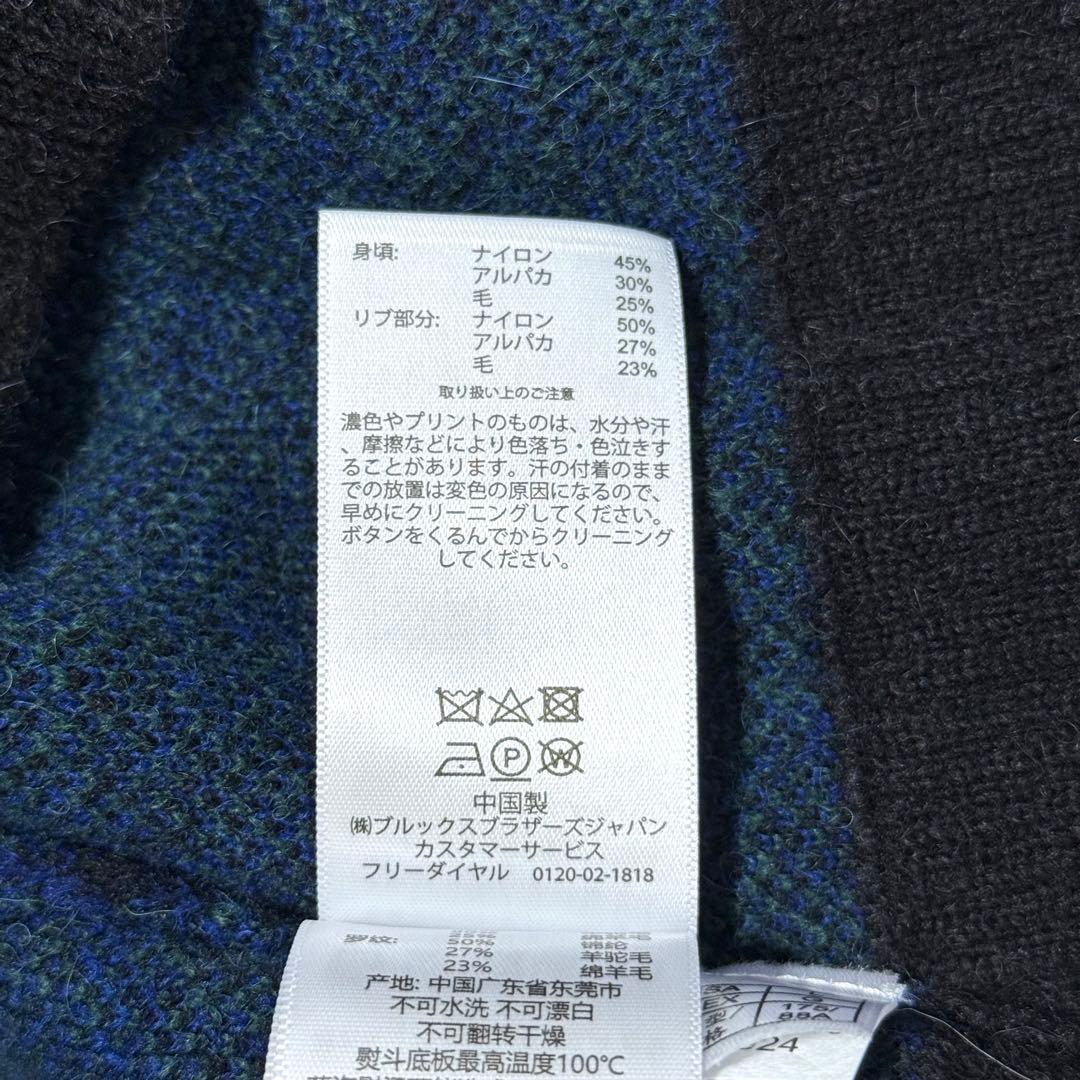 身頃: ナイロン 45%
アルパカ 30%
毛 25%
リブ部分: ナイロン 50%
アルパカ 27%
毛 23%
取り扱い上のご注意
濃色やプリントのものは、水分や汗
、摩擦などにより色落ち・色泣きす
ることがあります。汗の付着のまま
での放置は変色の原因になるので、
早めにクリーニングしてください。
ボタンをくるんでからクリーニング
してください。
P
W
中国製
㈱ブルックスブラザーズジャパン
カスタマーサービス
フリーダイヤル 0120-02-1818
罗纹: 50% 锦纶
27% 羊驼毛
23% 绵羊毛
产地: 中国广东省东莞市
不可水洗 不可漂白
不可翻转干燥
熨斗底板最高温度100℃
S
格